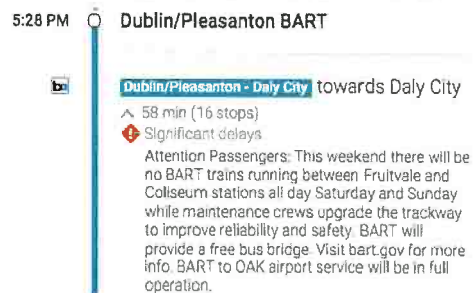 5:28 PM Dublin/Pleasanton BART
ba Dublin/Pleasanton - Daly City towards Daly City
58 min (16 stops)
Significant delays
Attention Passengers: This weekend there will be
no BART trains running between Fruitvale and
Coliseum stations all day Saturday and Sunday
while maintenance crews upgrade the trackway
to improve reliability and safety. BART will
provide a free bus bridge. Visit bart.gov for more
info. BART to OAK airport service will be in full
operation.